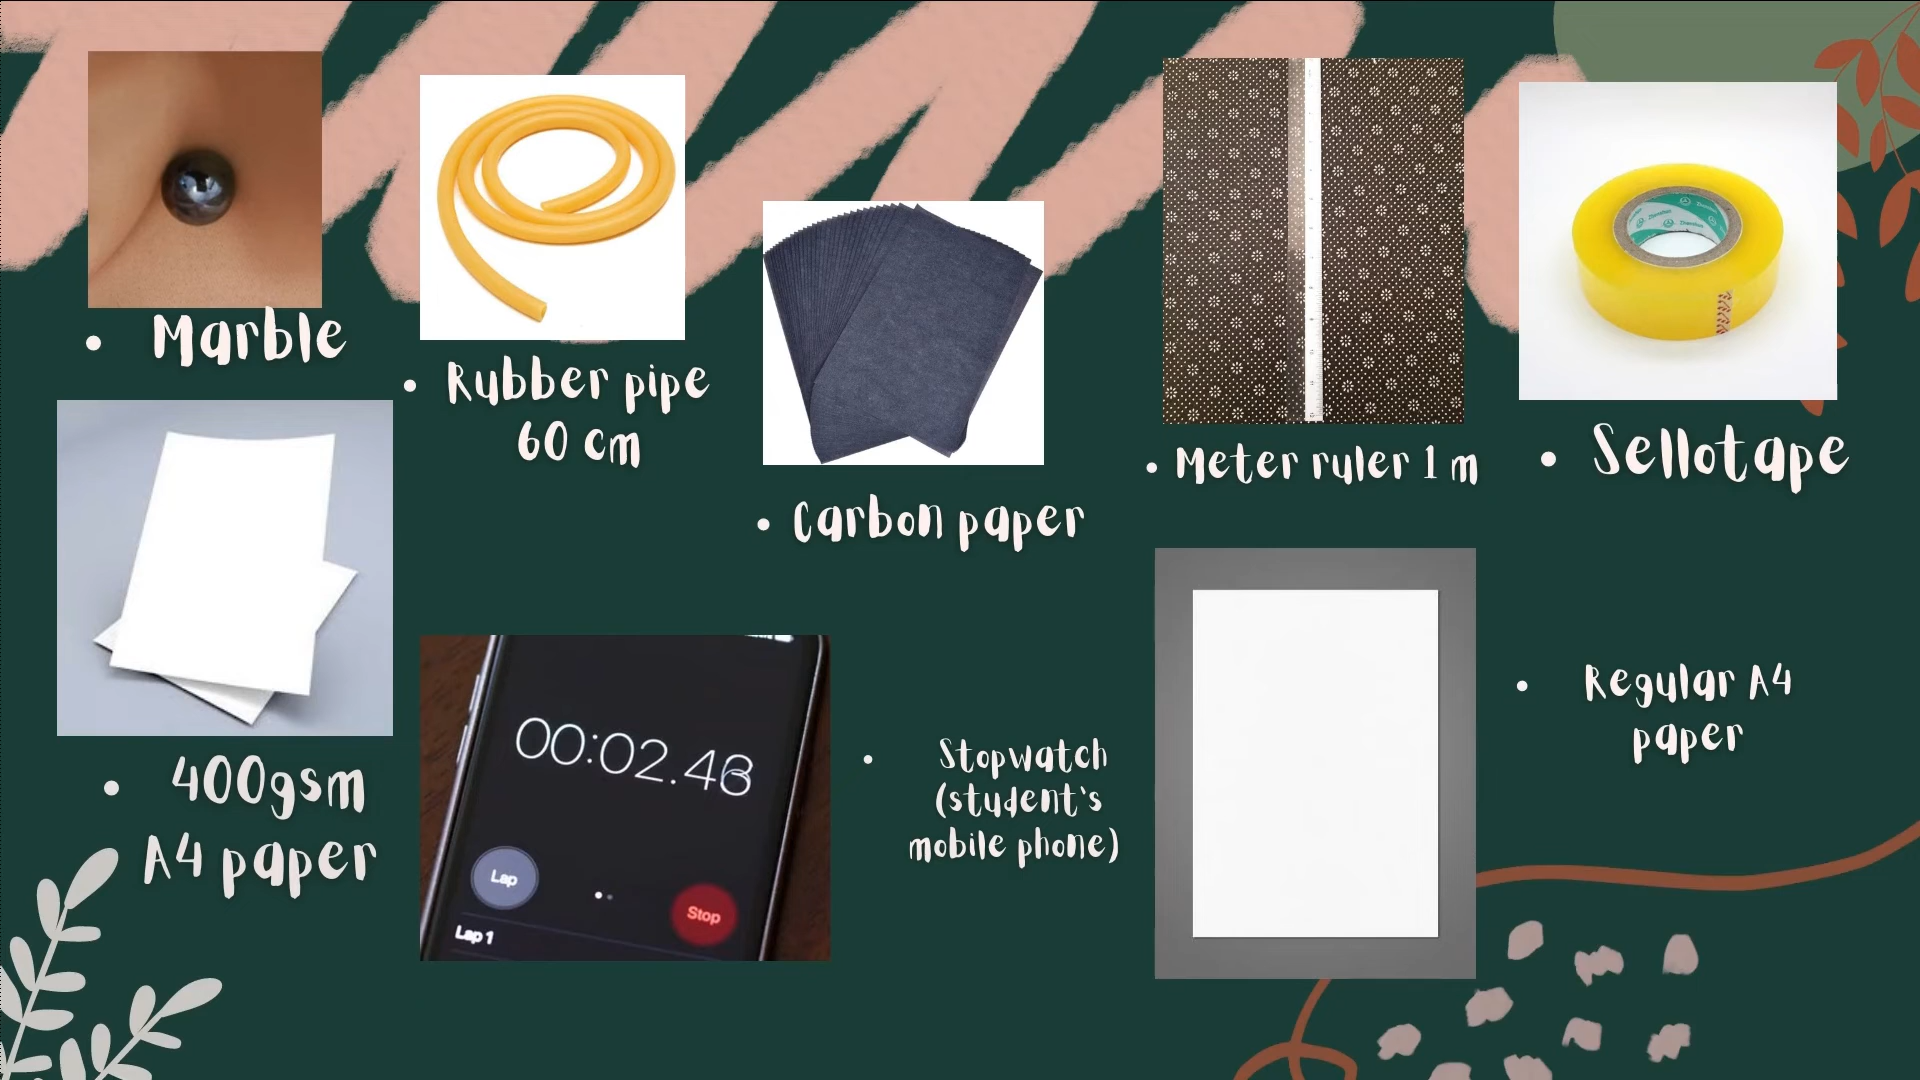 • Marble
• Rubber pipe
60 cm
• Carbon paper
• Meter ruler 1 m
• Sellotape
• 400gsm
A4 paper
00:02.48
Lap
Stop
Lap 1
• Stopwatch
(student's
mobile phone)
• Regular A4
paper